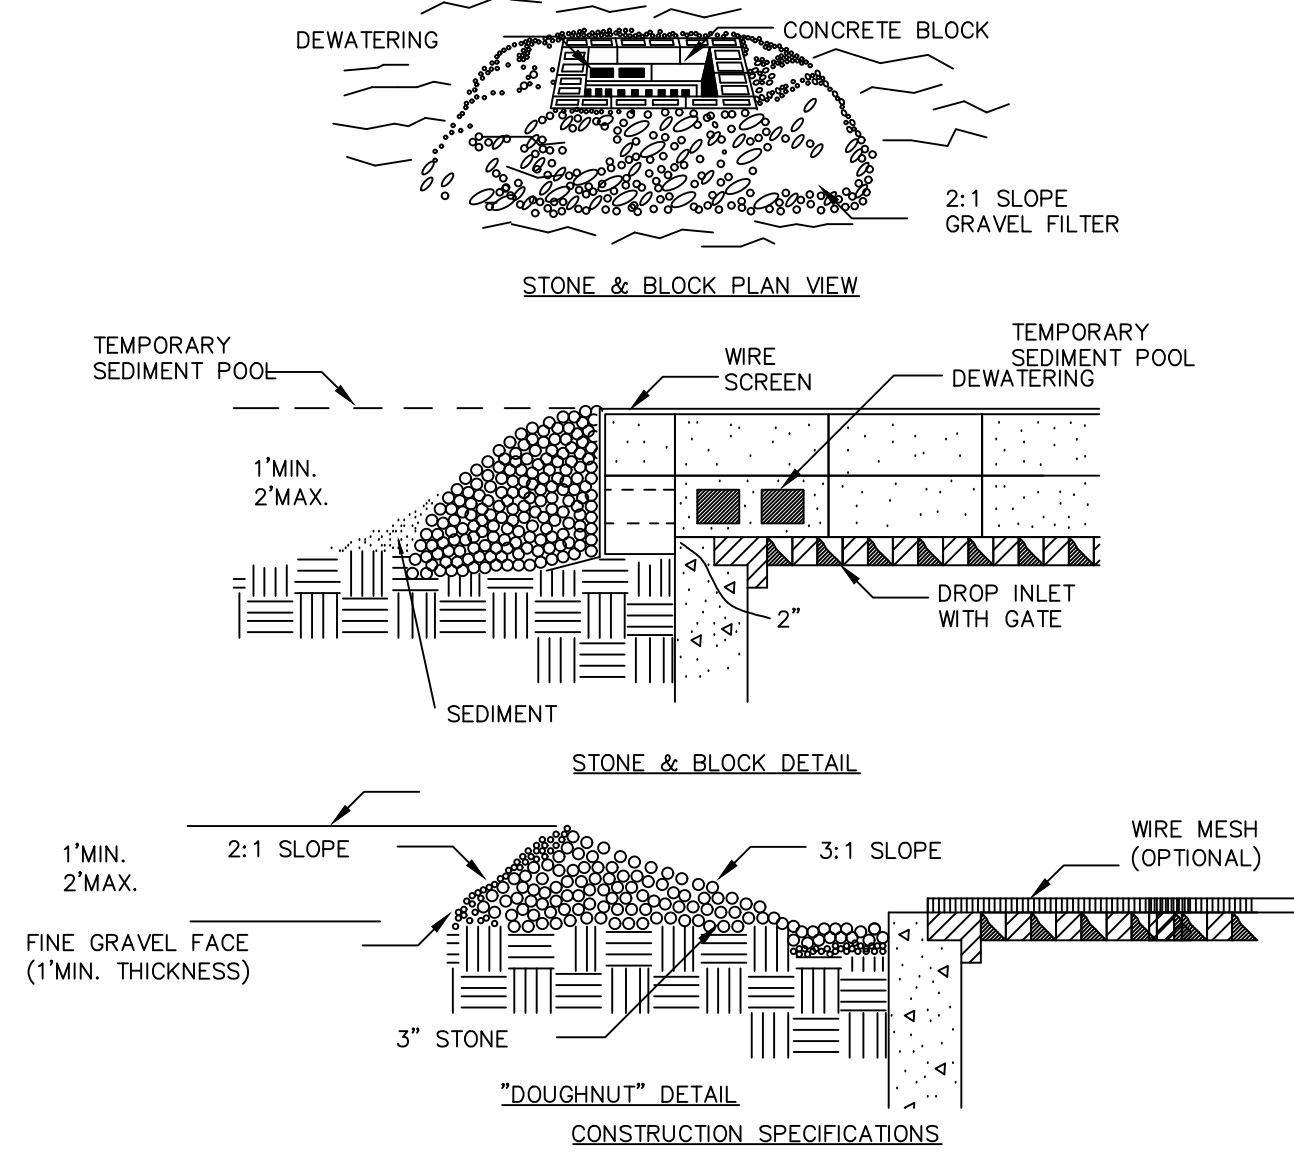 DEWATERING
CONCRETE BLOCK
2:1 SLOPE
GRAVEL FILTER
STONE & BLOCK PLAN VIEW
TEMPORARY
SEDIMENT POOL
WIRE
SCREEN
TEMPORARY
SEDIMENT POOL
DEWATERING
1'MIN.
2'MAX.
DROP INLET
WITH GATE
2"
SEDIMENT
STONE & BLOCK DETAIL
1'MIN.
2'MAX.
2:1 SLOPE
3:1 SLOPE
WIRE MESH
(OPTIONAL)
FINE GRAVEL FACE
(1'MIN. THICKNESS)
3" STONE
"DOUGHNUT" DETAIL
CONSTRUCTION SPECIFICATIONS